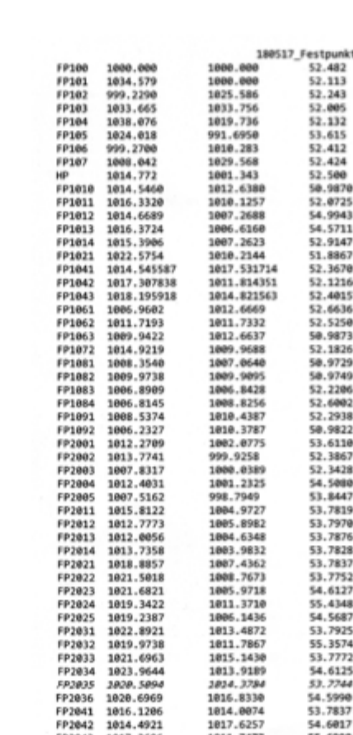 180517_Festpunkt
FP100 1000.000 1000.000 52.482
FP101 1034.579 1000.000 52.113
FP102 999.2290 1025.586 52.243
FP103 1033.665 1033.756 52.005
FP104 1038.076 1019.736 52.132
FP105 1024.018 991.6950 53.615
FP106 999.2700 1010.283 52.412
FP107 1008.042 1029.568 52.424
HP 1014.772 1001.343 52.500
FP1010 1014.5460 1012.6380 50.9870
FP1011 1016.3320 1010.1257 52.0725
FP1012 1014.6689 1007.2688 54.9943
FP1013 1016.3724 1006.6160 54.5711
FP1014 1015.3906 1007.2623 52.9147
FP1021 1022.5754 1010.2144 51.8867
FP1041 1014.545587 1017.531714 52.3670
FP1042 1017.307838 1011.814351 52.1216
FP1043 1018.195918 1014.821563 52.4015
FP1061 1006.9602 1012.6669 52.6636
FP1062 1011.7193 1011.7332 52.5250
FP1063 1009.9422 1012.6637 50.9873
FP1072 1014.9219 1009.9688 52.1826
FP1081 1008.3540 1007.0640 50.9729
FP1082 1009.9738 1009.9095 50.9749
FP1083 1006.8909 1006.8428 52.2206
FP1084 1006.8145 1008.8256 52.6002
FP1091 1008.5374 1010.4387 52.2938
FP1092 1006.2327 1010.3787 50.9822
FP2001 1012.2709 1002.0775 53.6110
FP2002 1013.7741 999.9258 52.3867
FP2003 1007.8317 1000.0389 52.3428
FP2004 1012.4031 1001.2325 54.5080
FP2005 1007.5162 998.7949 53.8447
FP2011 1015.8122 1004.9727 53.7819
FP2012 1012.7773 1005.8982 53.7970
FP2013 1012.0056 1004.6348 53.7876
FP2014 1013.7358 1003.9832 53.7828
FP2021 1018.8857 1007.4362 53.7837
FP2022 1021.5018 1008.7673 53.7752
FP2023 1021.6821 1005.9718 54.6127
FP2024 1019.3422 1011.3710 55.4348
FP2025 1019.2387 1006.1436 54.5687
FP2031 1022.8921 1013.4872 53.7925
FP2032 1019.9738 1011.7867 55.3574
FP2033 1021.6963 1015.1430 53.7772
FP2034 1023.9644 1013.9189 54.6125
FP2035 1020.5094 2014.3784 53.7744
FP2036 1020.6969 1016.8330 54.5990
FP2041 1016.1206 1014.0074 53.7837
FP2042 1014.4921 1017.6257 54.6017